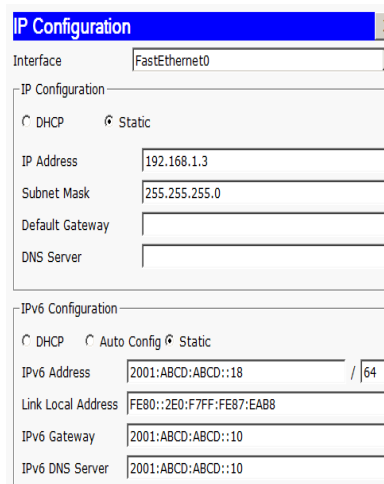 IP Configuration
Interface FastEthernet0
IP Configuration
DHCP Static
IP Address 192.168.1.3
Subnet Mask 255.255.255.0
Default Gateway
DNS Server
IPv6 Configuration
DHCP Auto Config Static
IPv6 Address 2001:ABCD:ABCD::18 / 64
Link Local Address FE80::2E0:F7FF:FE87:EAB8
IPv6 Gateway 2001:ABCD:ABCD::10
IPv6 DNS Server 2001:ABCD:ABCD::10